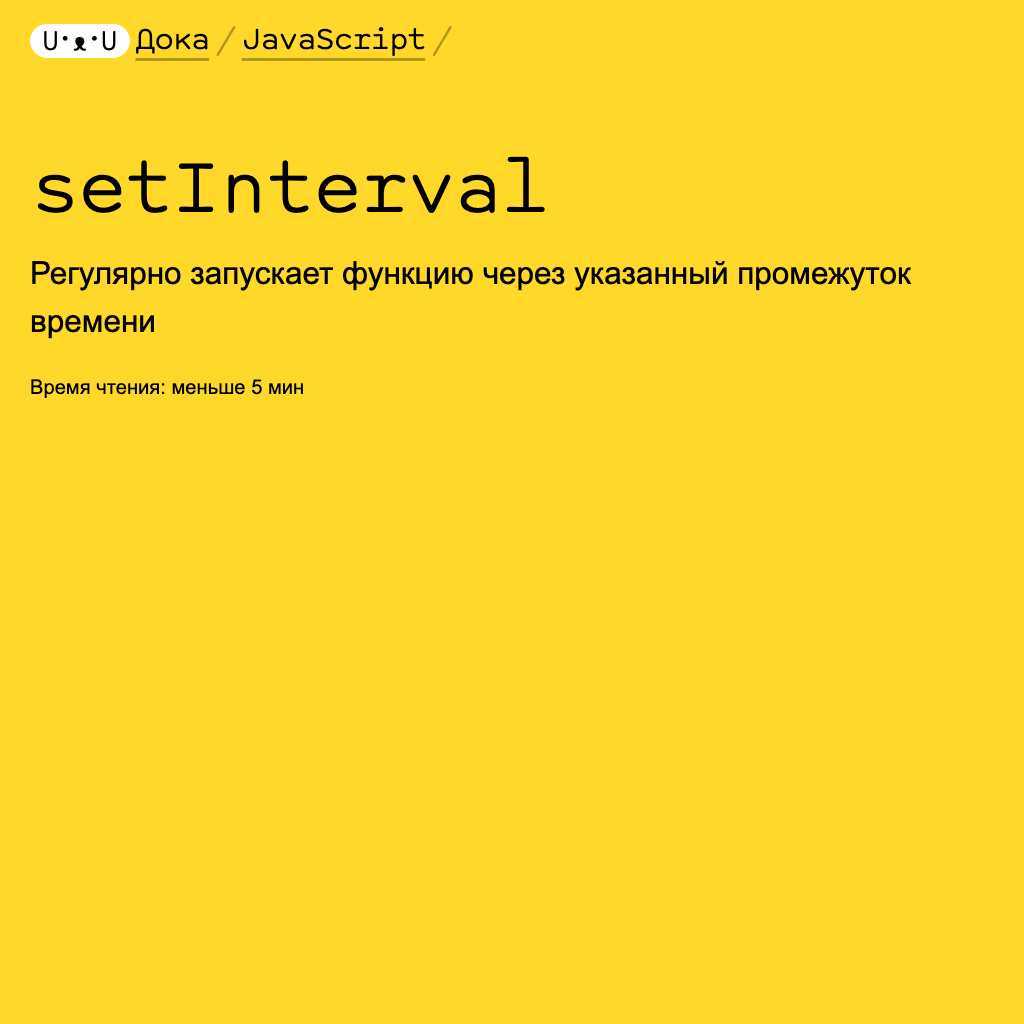 U･ᴥ･U Дока / JavaScript /
setInterval
Регулярно запускает функцию через указанный промежуток
времени
Время чтения: меньше 5 мин